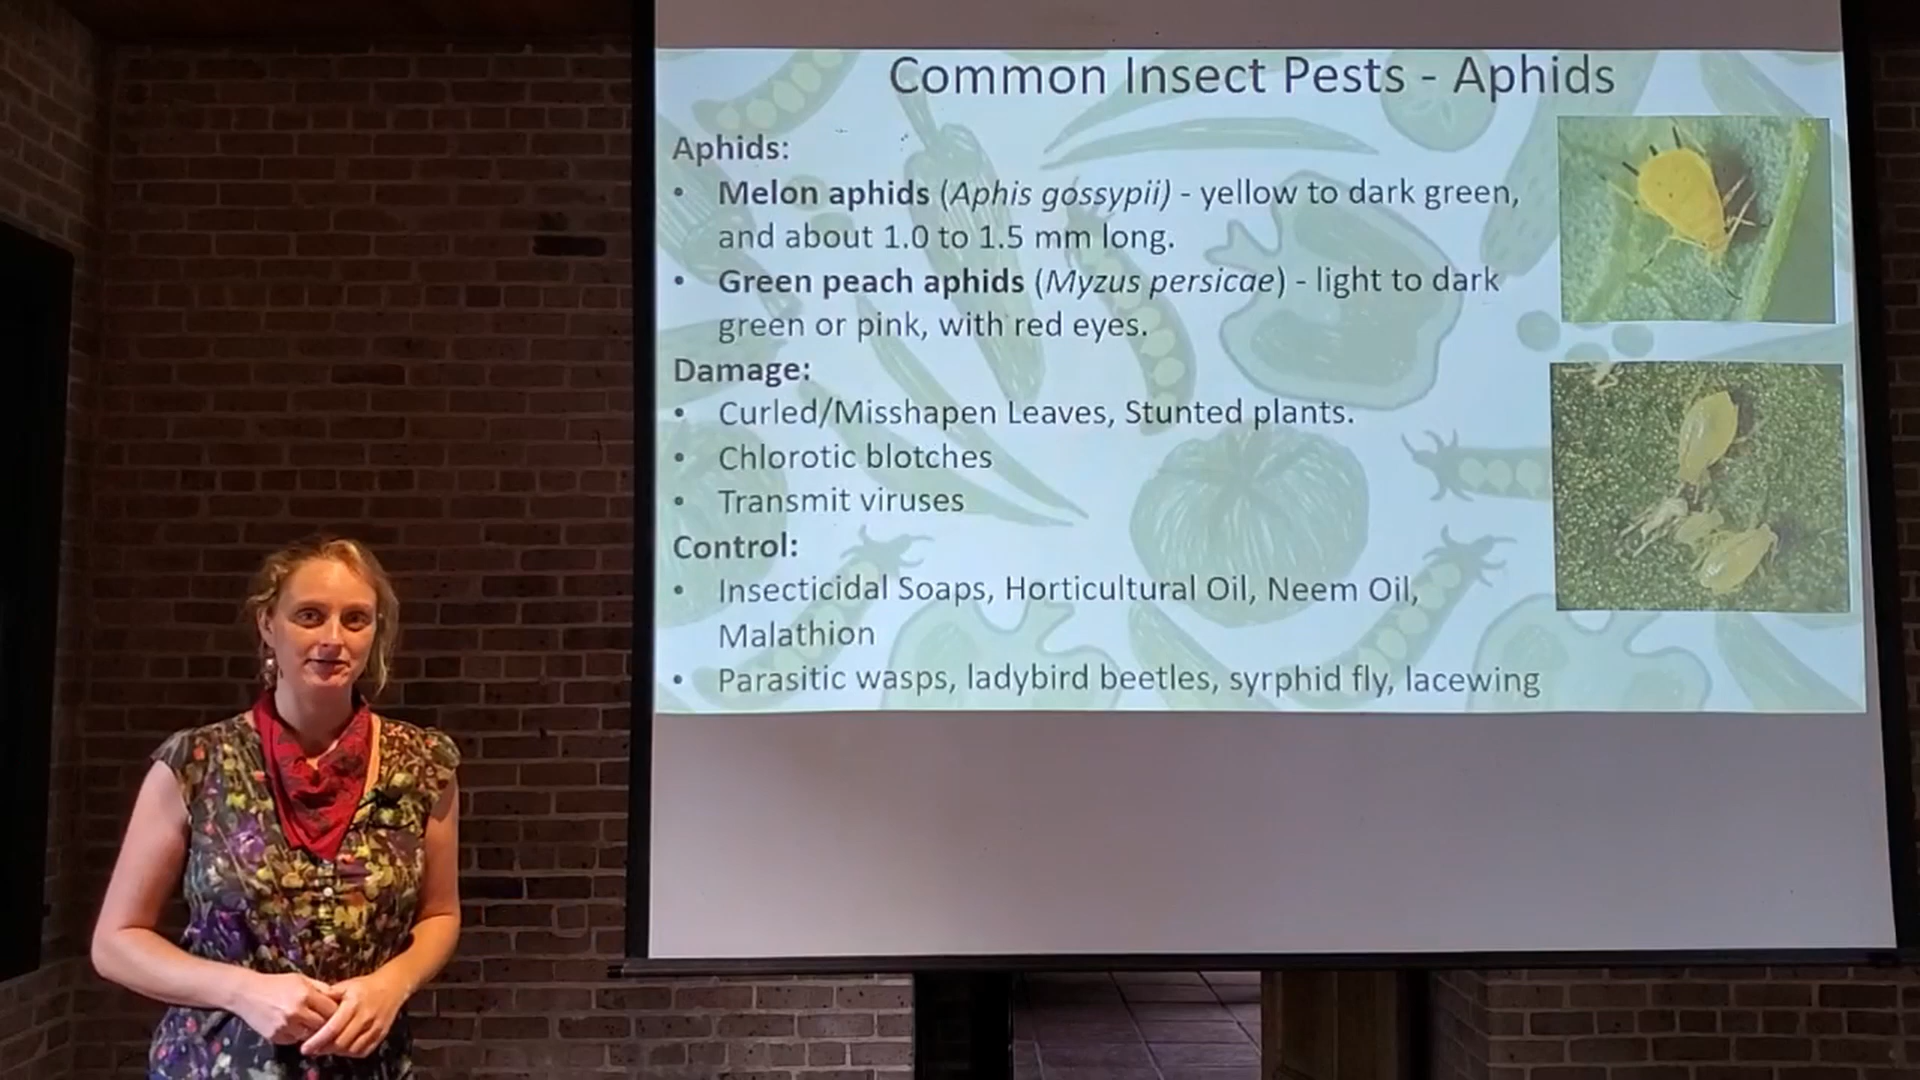 Common Insect Pests - Aphids
Aphids:
• Melon aphids (Aphis gossypii) - yellow to dark green,
and about 1.0 to 1.5 mm long.
• Green peach aphids (Myzus persicae) - light to dark
green or pink, with red eyes.
Damage:
• Curled/Misshapen Leaves, Stunted plants.
• Chlorotic blotches
• Transmit viruses
Control:
• Insecticidal Soaps, Horticultural Oil, Neem Oil,
Malathion
• Parasitic wasps, ladybird beetles, syrphid fly, lacewing